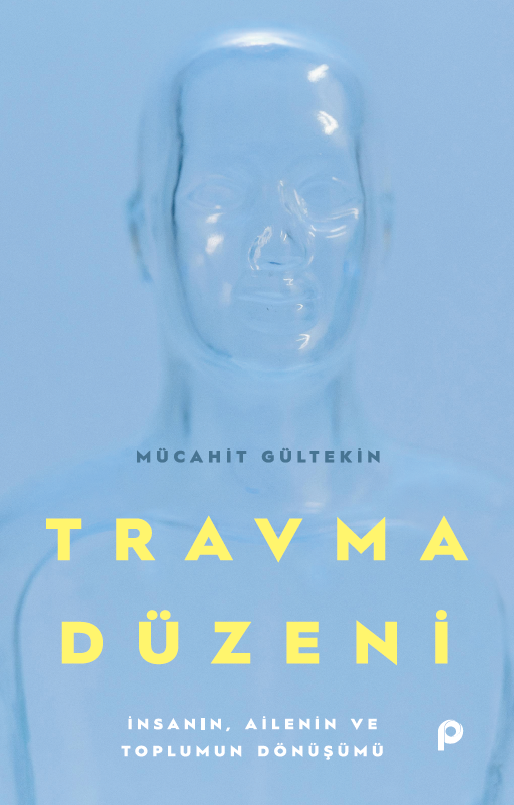 MÜCAHİT GÜLTEKİN
TRAVMA
DÜZENİ
İNSANIN, AİLENİN VE
TOPLUMUN DÖNÜŞÜMÜ
p